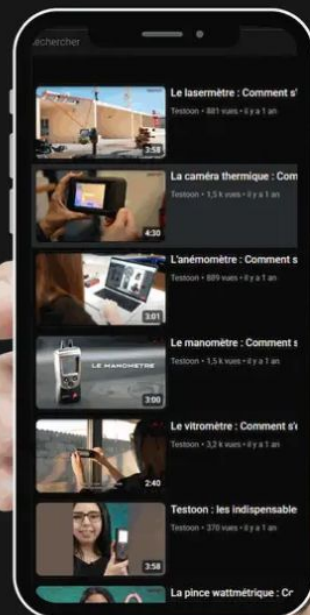 Rechercher
Le lasermètre : Comment s'
Testoon • 881 vues • il y a 1 an
3:58
La caméra thermique : Com
Testoon • 1,5 k vues • il y a 1 an
4:30
L'anémomètre : Comment s
Testoon • 889 vues • il y a 1 an
3:01
Le manomètre : Comment s
Testoon • 1,5 k vues • il y a 1 an
LE MANOMETRE
3:00
Le vitromètre : Comment s'e
Testoon • 3,2 k vues • il y a 1 an
2:40
Testoon : les indispensable
Testoon • 370 vues • il y a 1 an
3:58
La pince wattmétrique : Co